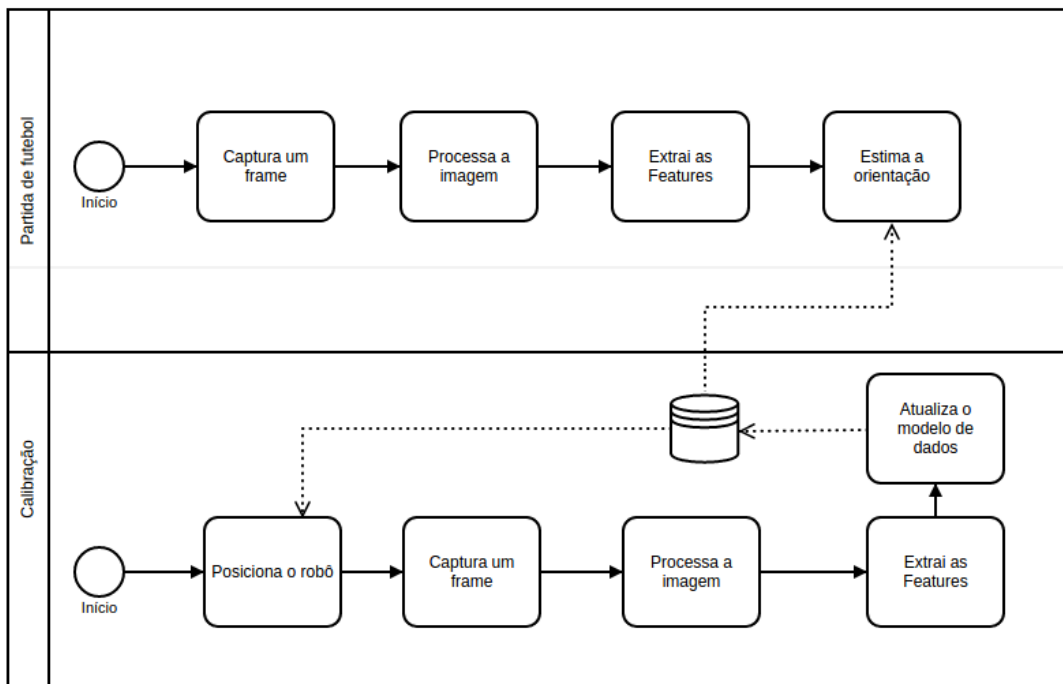 Partida de futebol
Início
Captura um
frame
Processa a
imagem
Extrai as
Features
Estima a
orientação
Calibração
Atualiza o
modelo de
dados
Início
Posiciona o robô
Captura um
frame
Processa a
imagem
Extrai as
Features